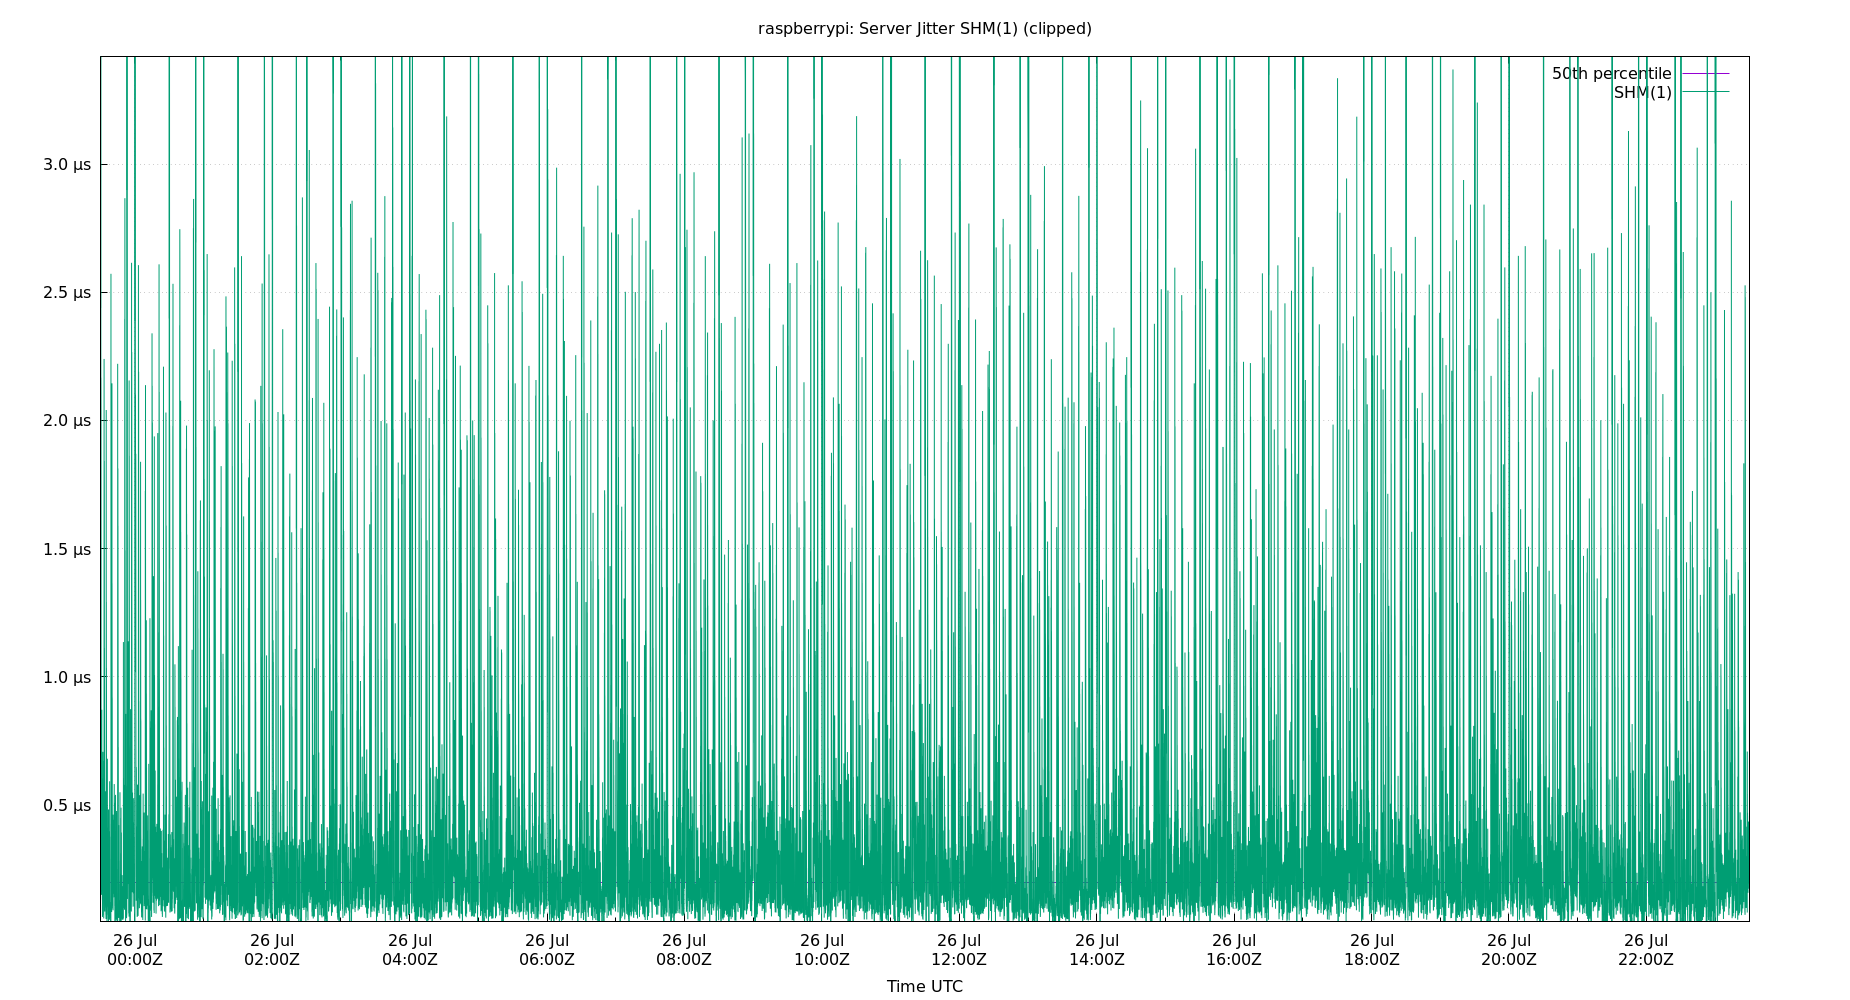 raspberrypi: Server Jitter SHM(1) (clipped)
50th percentile
SHM(1)
3.0 µs
2.5 µs
2.0 µs
1.5 µs
1.0 µs
0.5 µs
26 Jul 26 Jul 26 Jul 26 Jul 26 Jul 26 Jul 26 Jul 26 Jul 26 Jul 26 Jul 26 Jul 26 Jul
00:00Z 02:00Z 04:00Z 06:00Z 08:00Z 10:00Z 12:00Z 14:00Z 16:00Z 18:00Z 20:00Z 22:00Z
Time UTC